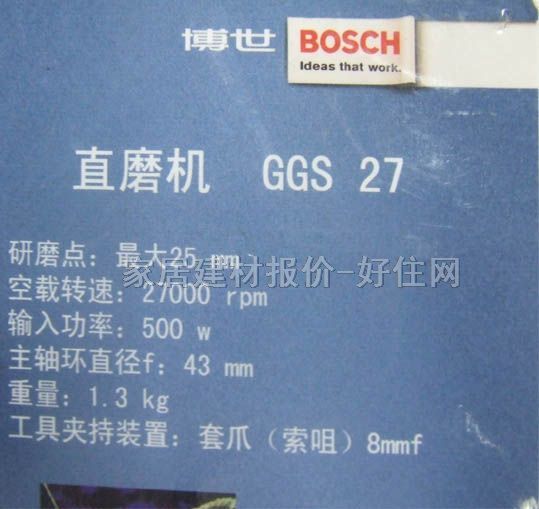 博世 BOSCH
Ideas that work.
直磨机 GGS 27
研磨点：最大25 mm
家居建材报价-好住网
空载转速：27000 rpm
输入功率：500 w
主轴环直径f：43 mm
重量：1.3 kg
工具夹持装置：套爪（索咀）8mmf